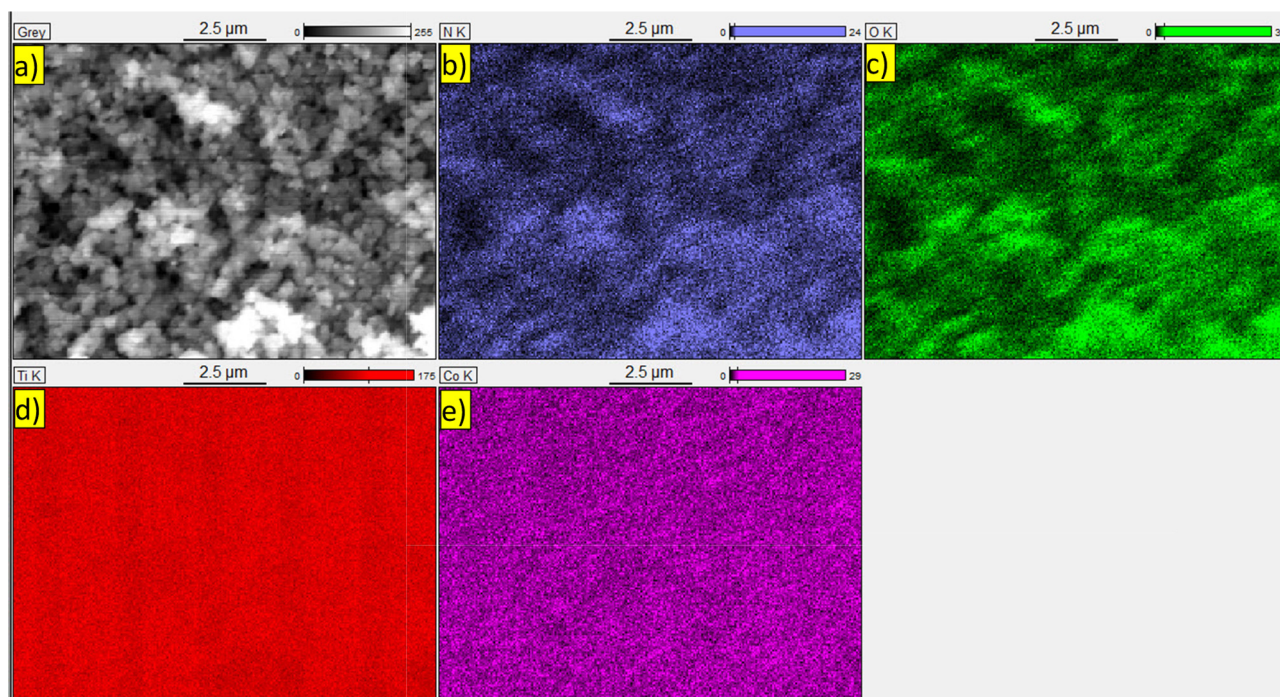 Grey 2.5 µm 0 255
a)
N K 2.5 µm 0 24
b)
O K 2.5 µm 0 3
c)
Ti K 2.5 µm 0 175
d)
Co K 2.5 µm 0 29
e)